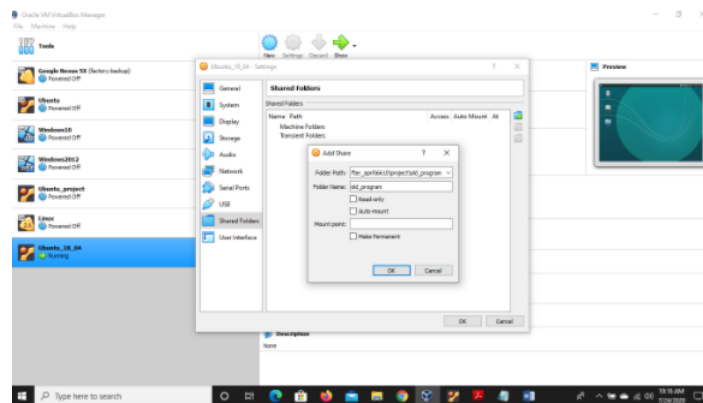 Oracle VM VirtualBox Manager
File Machine Help
Tools
New Settings Discard Show
Google Nexus 5X (factory-backup)
Powered Off
Ubuntu
Powered Off
Windows10
Powered Off
Windows2012
Powered Off
Ubuntu_project
Powered Off
Linux
Powered Off
Ubuntu_18_04
Running
Preview
Ubuntu_18_04 - Settings
General
System
Display
Storage
Audio
Network
Serial Ports
USB
Shared Folders
User Interface
Shared Folders
Shared Folders
Name Path Access Auto Mount At
Machine Folders
Transient Folders
Add Share
Folder Path:
Folder Name: old_program
Read-only
Auto-mount
Mount point:
Make Permanent
OK Cancel
OK Cancel
Description
None
Type here to search
10:16 AM